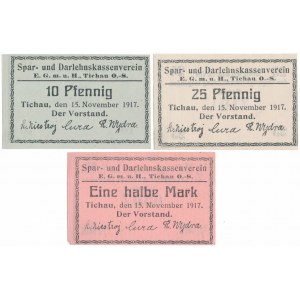 Spar- und Darlehnskassenverein
E. G. m. u. H., Tichau O.-S.
10 Pfennig
Tichau, den 15. November 1917.
Der Vorstand.
Spar- und Darlehnskassenverein
E. G. m. u. H., Tichau O.-S.
25 Pfennig
Tichau, den 15. November 1917.
Der Vorstand.
Spar- und Darlehnskassenverein
E. G. m. u. H., Tichau O.-S.
Eine halbe Mark
Tichau, den 15. November 1917.
Der Vorstand.